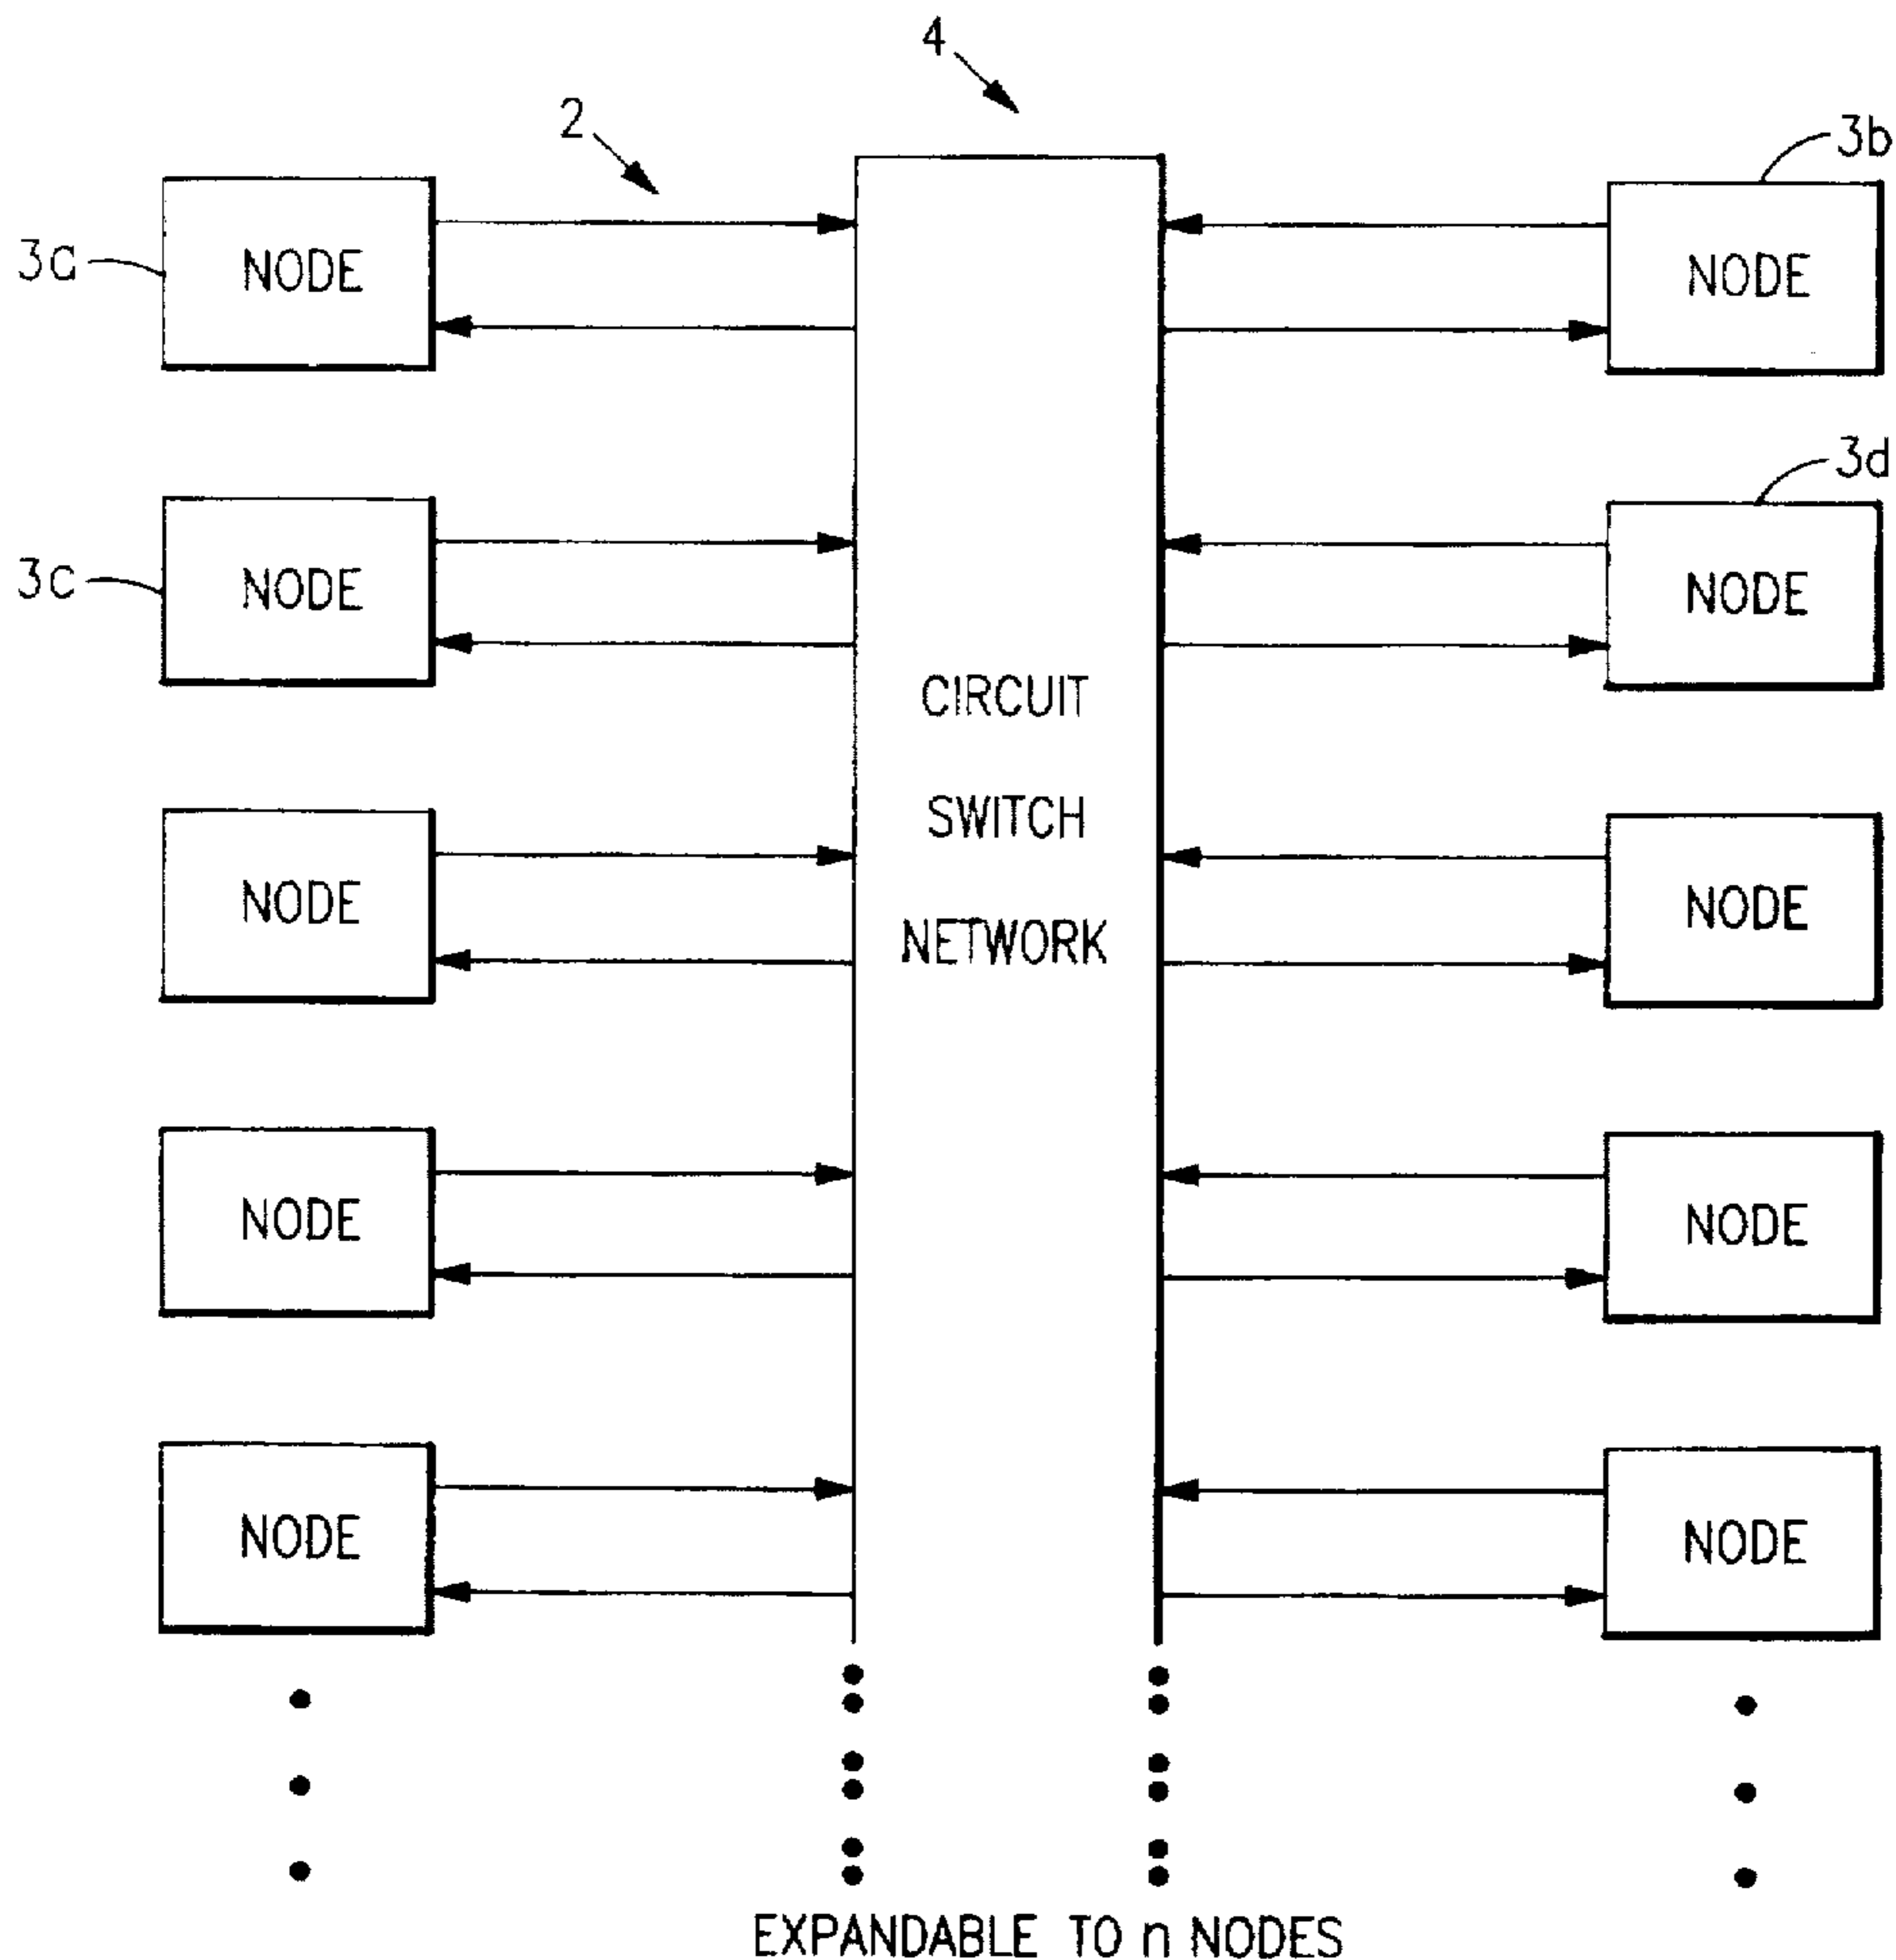 4
2
3b
3a
NODE
NODE
3d
3c
NODE
NODE
CIRCUIT
SWITCH
NETWORK
NODE
NODE
NODE
NODE
NODE
NODE
EXPANDABLE TO n NODES